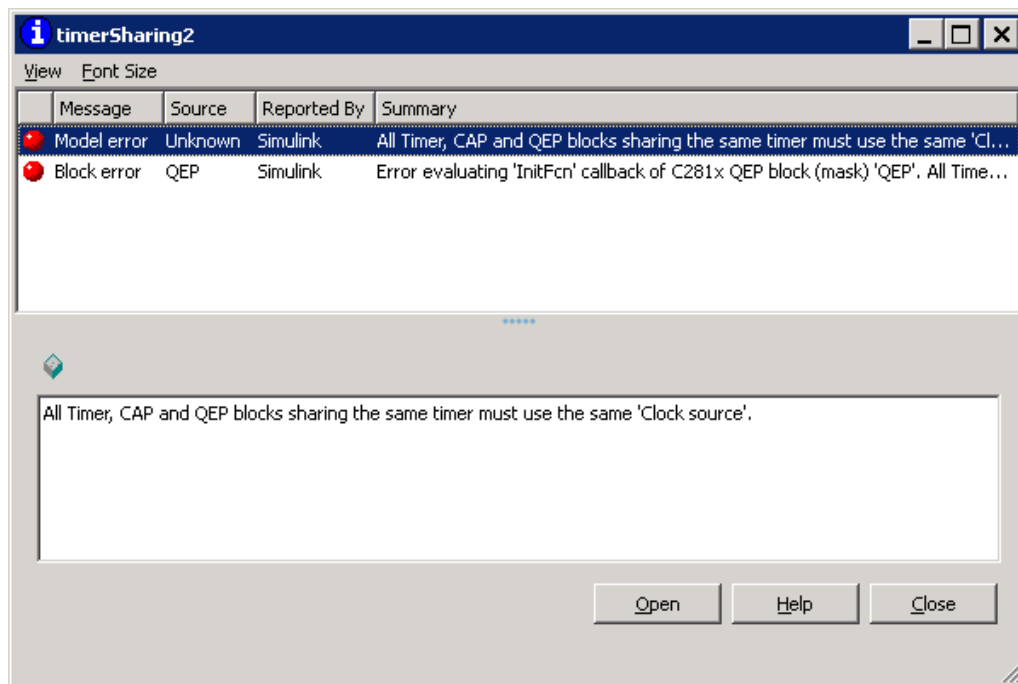 timerSharing2
View Font Size
Message Source Reported By Summary
Model error Unknown Simulink All Timer, CAP and QEP blocks sharing the same timer must use the same 'Cl...
Block error QEP Simulink Error evaluating 'InitFcn' callback of C281x QEP block (mask) 'QEP'. All Time...
All Timer, CAP and QEP blocks sharing the same timer must use the same 'Clock source'.
Open Help Close